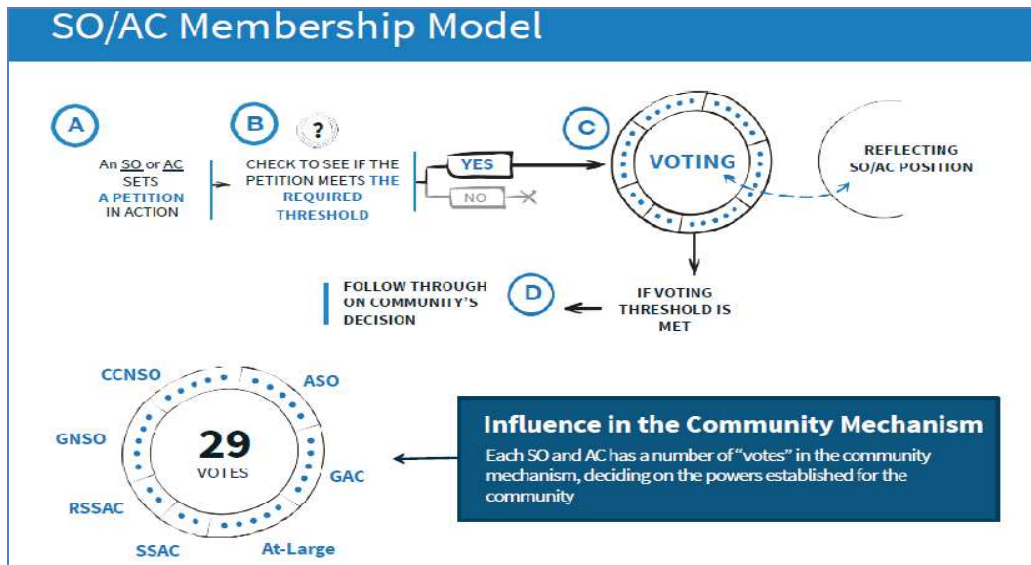 SO/AC Membership Model
A
An SO or AC
SETS
A PETITION
IN ACTION
B
?
CHECK TO SEE IF THE
PETITION MEETS THE
REQUIRED
THRESHOLD
YES
NO
C
VOTING
REFLECTING
SO/AC POSITION
IF VOTING
THRESHOLD IS
MET
D
FOLLOW THROUGH
ON COMMUNITY'S
DECISION
CCNSO
ASO
GNSO
29
VOTES
GAC
RSSAC
SSAC
At-Large
Influence in the Community Mechanism
Each SO and AC has a number of “votes” in the community
mechanism, deciding on the powers established for the
community